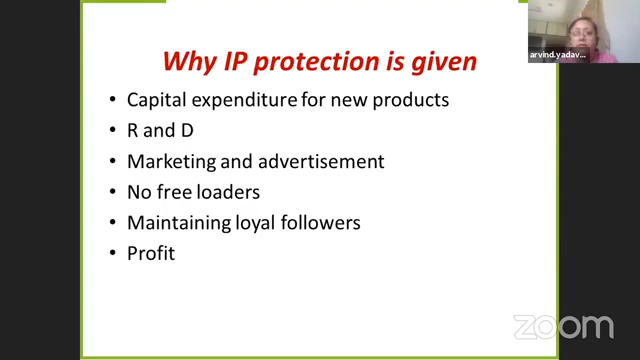 Why IP protection is given
arvind.yadav...
• Capital expenditure for new products
• R and D
• Marketing and advertisement
• No free loaders
• Maintaining loyal followers
• Profit
zoom